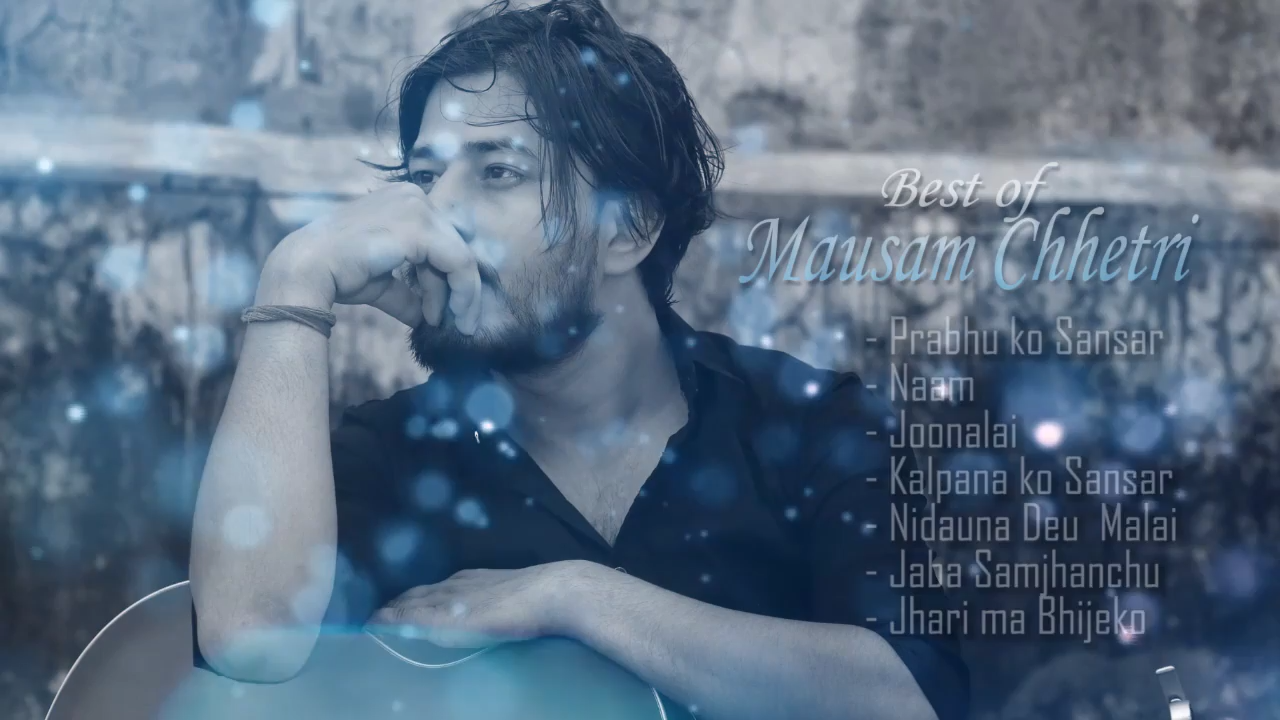 Best of
Mausam Chhetri
- Prabhu ko Sansar
- Naam
- Joonalai
- Kalpana ko Sansar
- Nidauna Deu  Malai
- Jaba Samjhanchu
- Jhari ma Bhijeko